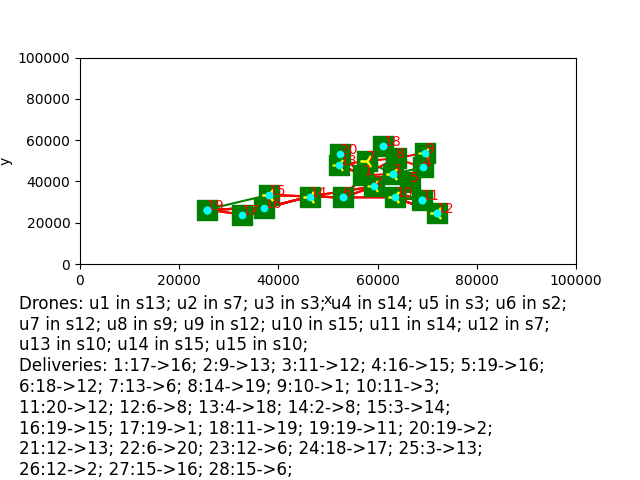 100000
80000
60000
40000
20000
0
y
0 20000 40000 60000 80000 100000
x
Drones: u1 in s13; u2 in s7; u3 in s3; u4 in s14; u5 in s3; u6 in s2;
u7 in s12; u8 in s9; u9 in s12; u10 in s15; u11 in s14; u12 in s7;
u13 in s10; u14 in s15; u15 in s10;
Deliveries: 1:17->16; 2:9->13; 3:11->12; 4:16->15; 5:19->16;
6:18->12; 7:13->6; 8:14->19; 9:10->1; 10:11->3;
11:20->12; 12:6->8; 13:4->18; 14:2->8; 15:3->14;
16:19->15; 17:19->1; 18:11->19; 19:19->11; 20:19->2;
21:12->13; 22:6->20; 23:12->6; 24:18->17; 25:3->13;
26:12->2; 27:15->16; 28:15->6;